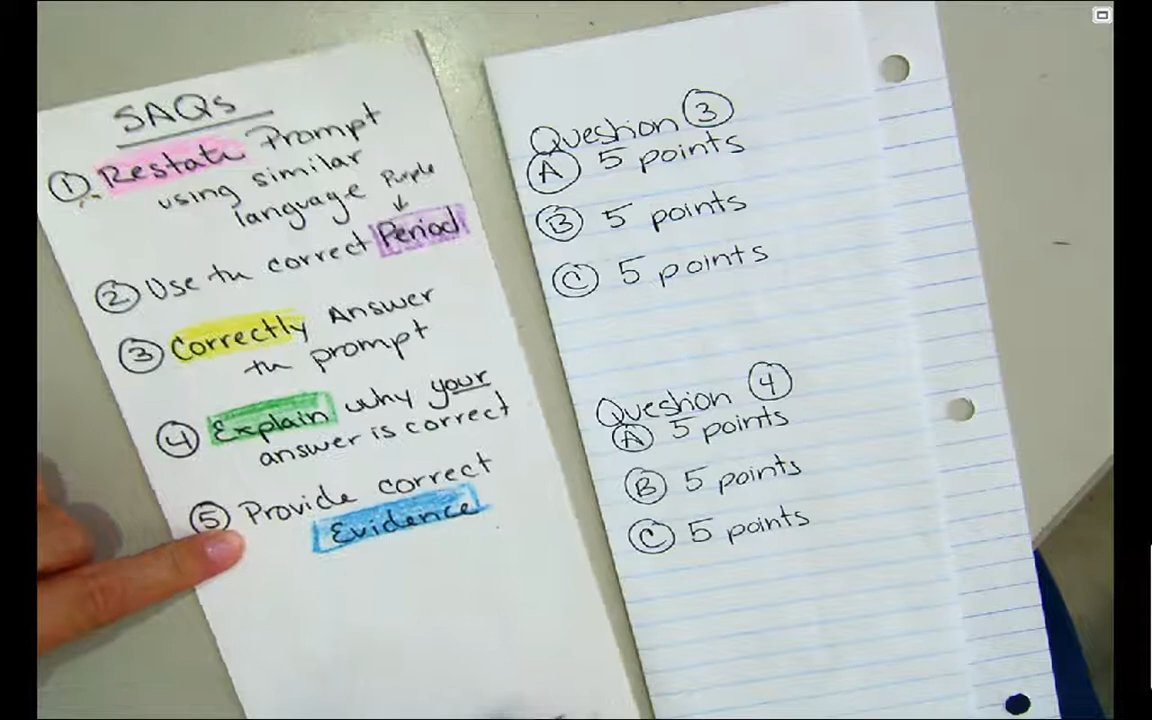 SAQs
① Restate Prompt
using similar
language
Purple
↓
② Use the correct Period
③ Correctly Answer
the prompt
④ Explain why your
answer is correct
⑤ Provide correct
Evidence
Question ③
Ⓐ 5 points
Ⓑ 5 points
Ⓒ 5 points
Question ④
Ⓐ 5 points
Ⓑ 5 points
Ⓒ 5 points